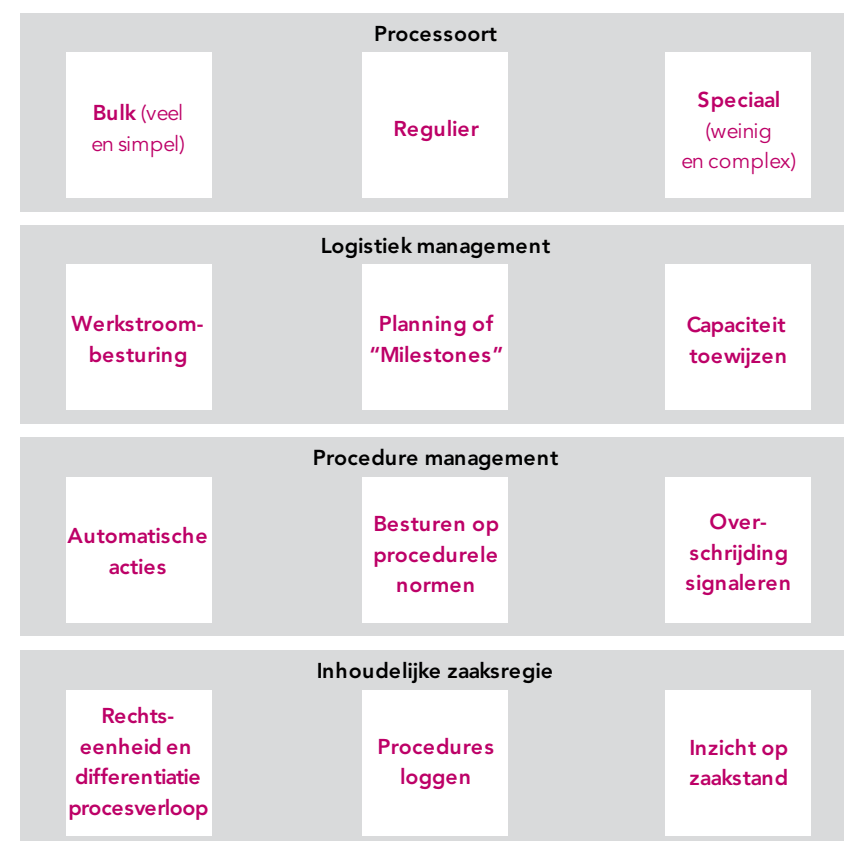 Processoort
Bulk (veel
en simpel)
Regulier
Speciaal
(weinig
en complex)
Logistiek management
Werkstroom-
besturing
Planning of
”Milestones”
Capaciteit
toewijzen
Procedure management
Automatische
acties
Besturen op
procedurele
normen
Over-
schrijding
signaleren
Inhoudelijke zaaksregie
Rechts-
eenheid en
differentiatie
procesverloop
Procedures
loggen
Inzicht op
zaakstand